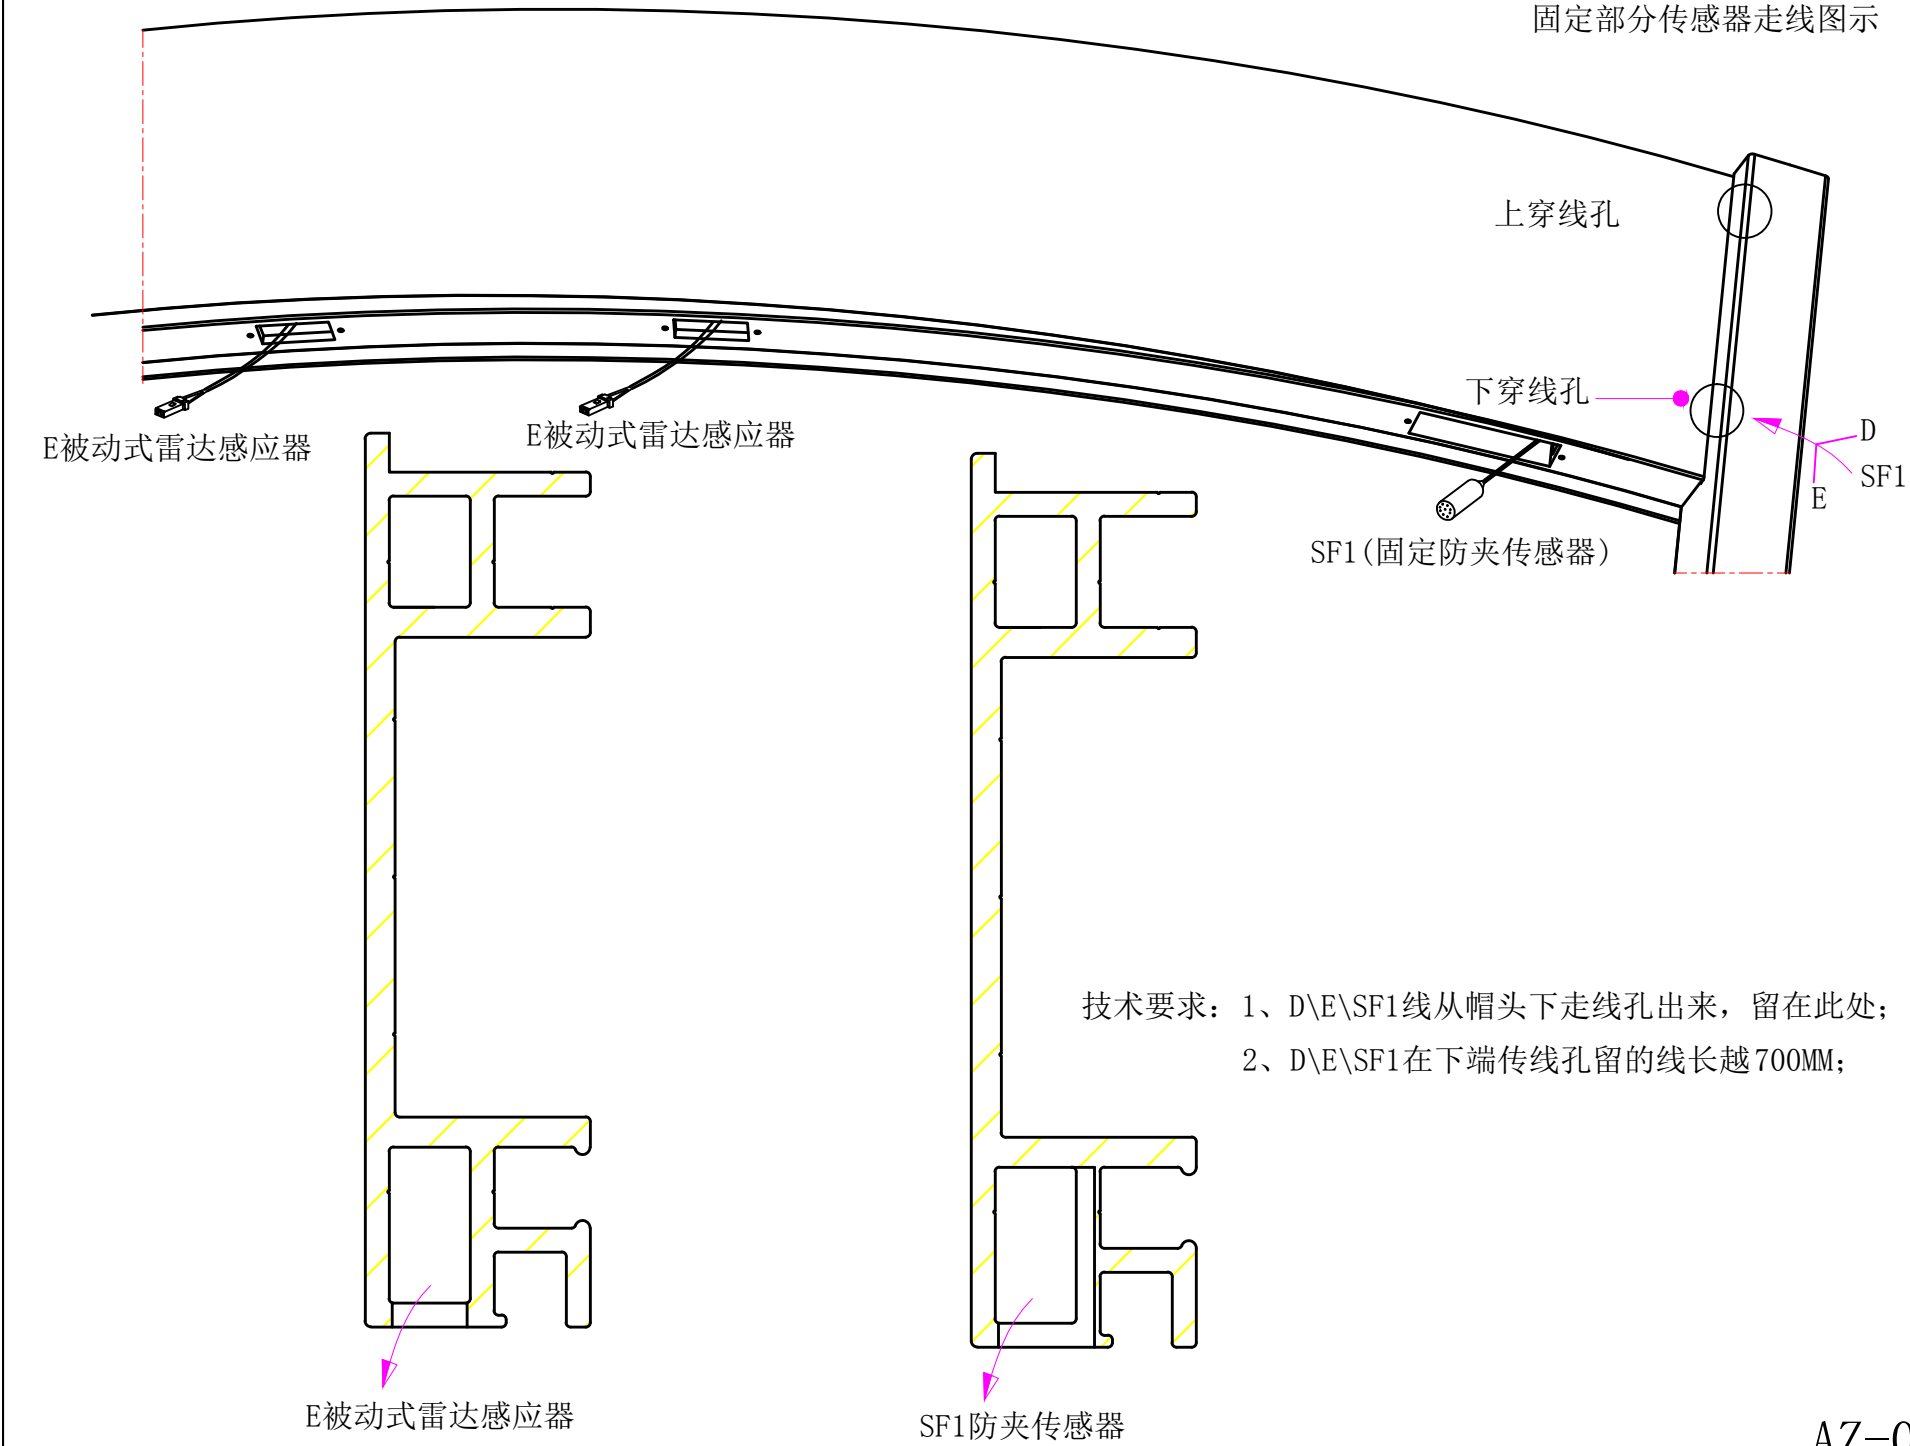 固定部分传感器走线图示
上穿线孔
下穿线孔
D
SF1
E
E被动式雷达感应器
E被动式雷达感应器
SF1(固定防夹传感器)
技术要求：1、D\E\SF1线从帽头下走线孔出来，留在此处；
2、D\E\SF1在下端传线孔留的线长越700MM；
E被动式雷达感应器
SF1防夹传感器